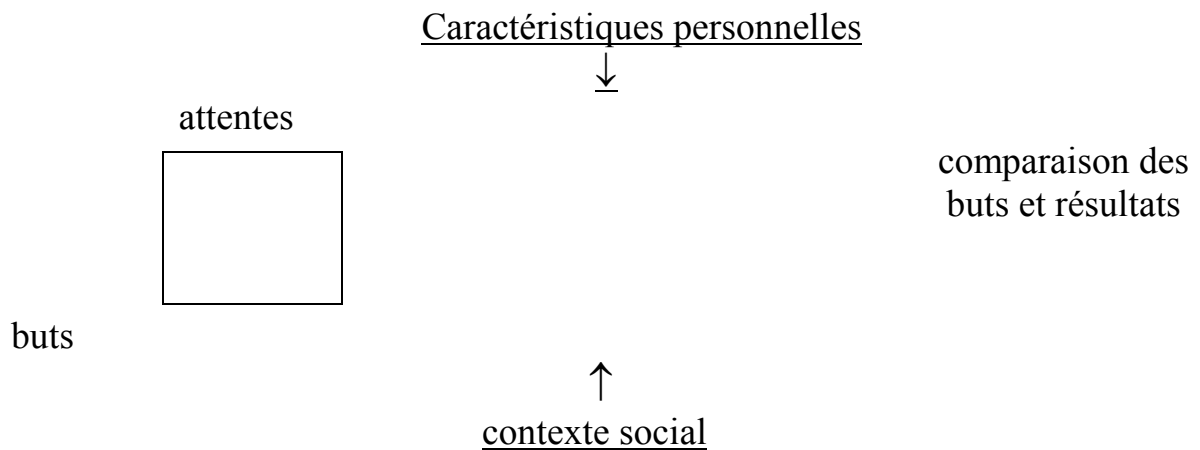 Caractéristiques personnelles
↓
attentes
comparaison des
buts et résultats
buts
↑
contexte social